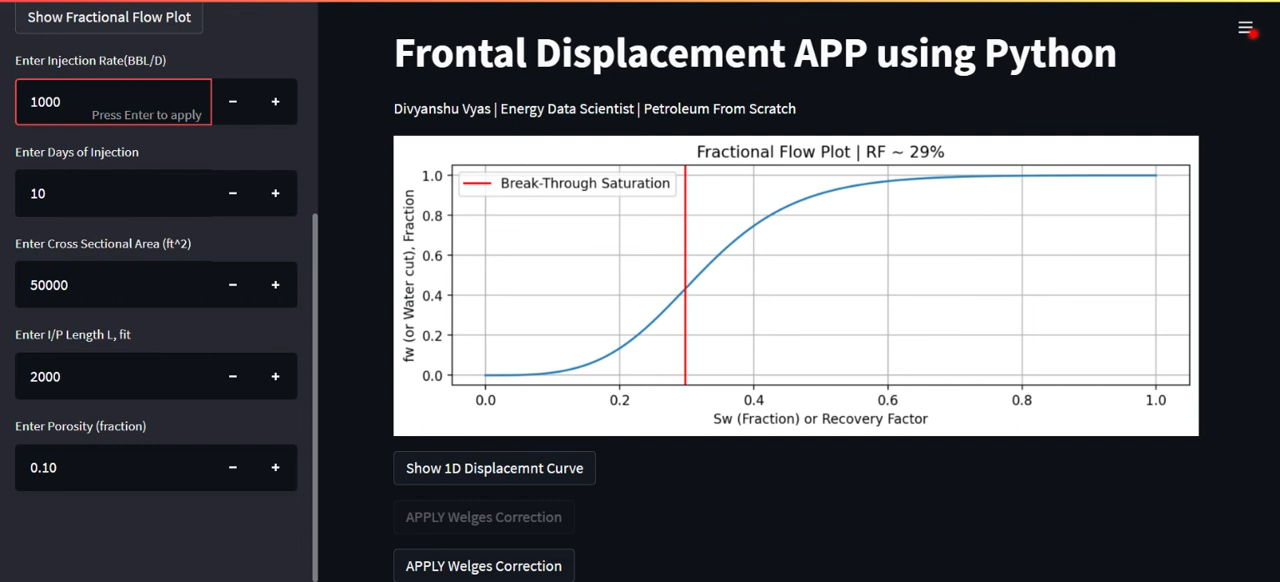 Show Fractional Flow Plot
Enter Injection Rate(BBL/D)
1000
Press Enter to apply
− +
Enter Days of Injection
10 − +
Enter Cross Sectional Area (ft^2)
50000 − +
Enter I/P Length L, fit
2000 − +
Enter Porosity (fraction)
0.10 − +
Frontal Displacement APP using Python
Divyanshu Vyas | Energy Data Scientist | Petroleum From Scratch
Fractional Flow Plot | RF ~ 29%
Break-Through Saturation
fw (or Water cut), Fraction
1.0
0.8
0.6
0.4
0.2
0.0
0.0 0.2 0.4 0.6 0.8 1.0
Sw (Fraction) or Recovery Factor
Show 1D Displacemnt Curve
APPLY Welges Correction
APPLY Welges Correction